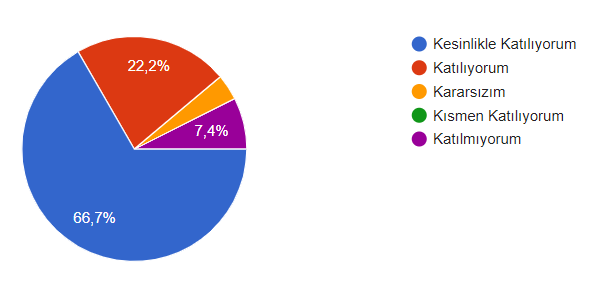 22,2%
7,4%
66,7%
Kesinlikle Katılıyorum
Katılıyorum
Kararsızım
Kısmen Katılıyorum
Katılmıyorum